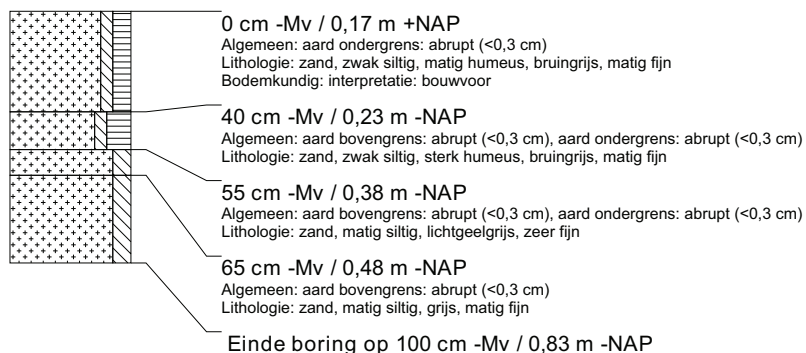 0 cm -Mv / 0,17 m +NAP
Algemeen: aard ondergrens: abrupt (<0,3 cm)
Lithologie: zand, zwak siltig, matig humeus, bruingrijs, matig fijn
Bodemkundig: interpretatie: bouwvoor
40 cm -Mv / 0,23 m -NAP
Algemeen: aard bovengrens: abrupt (<0,3 cm), aard ondergrens: abrupt (<0,3 cm)
Lithologie: zand, zwak siltig, sterk humeus, bruingrijs, matig fijn
55 cm -Mv / 0,38 m -NAP
Algemeen: aard bovengrens: abrupt (<0,3 cm), aard ondergrens: abrupt (<0,3 cm)
Lithologie: zand, matig siltig, lichtgeelgrijs, zeer fijn
65 cm -Mv / 0,48 m -NAP
Algemeen: aard bovengrens: abrupt (<0,3 cm)
Lithologie: zand, matig siltig, grijs, matig fijn
Einde boring op 100 cm -Mv / 0,83 m -NAP